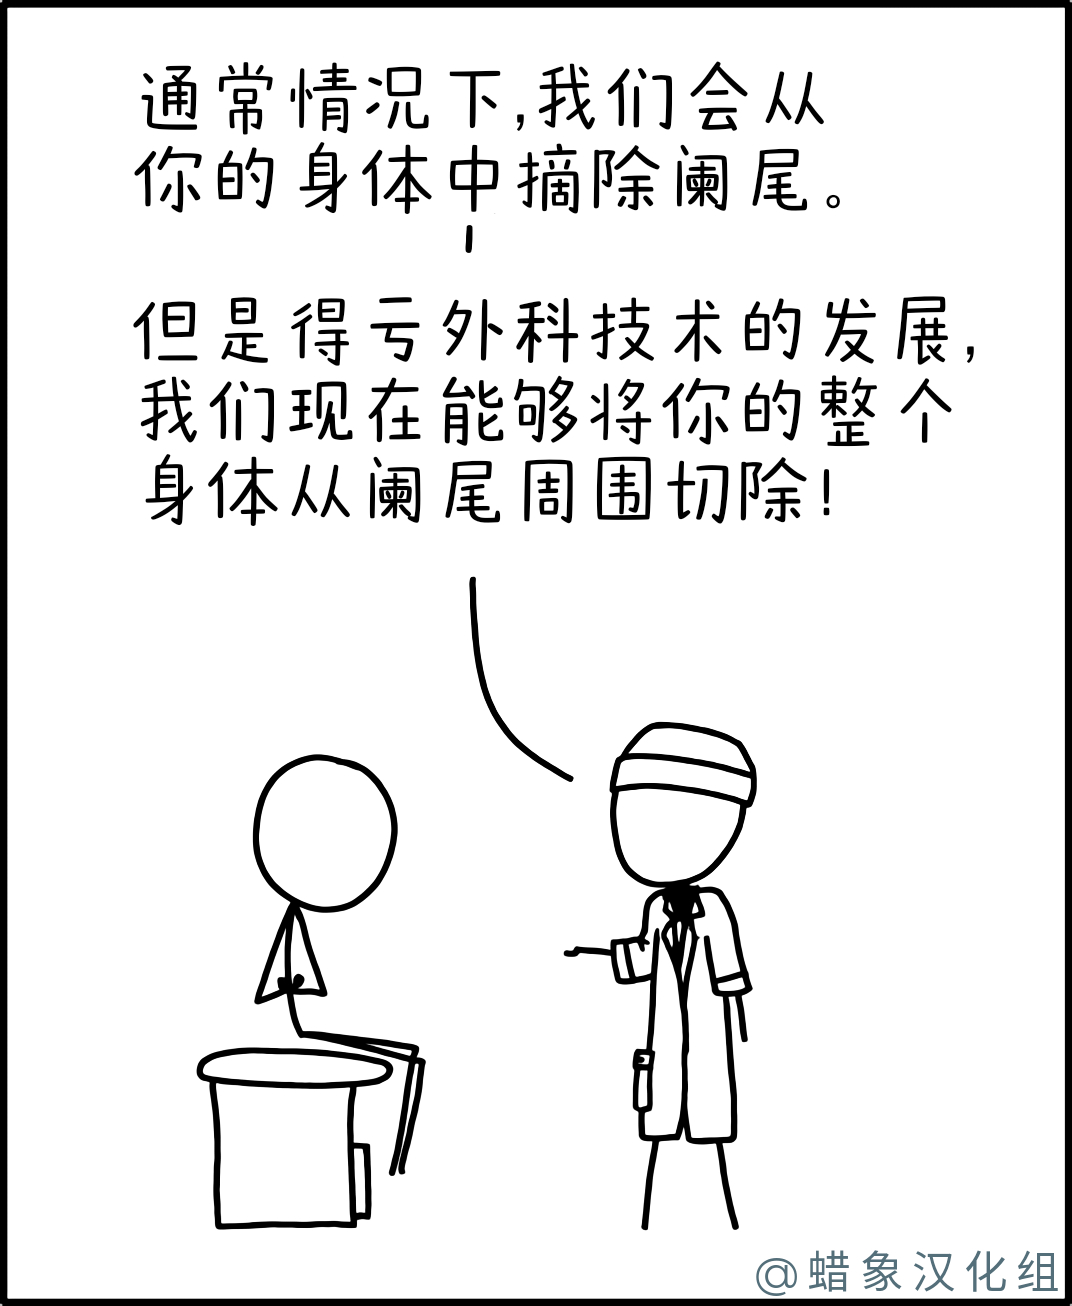 通常情况下,我们会从
你的身体中摘除阑尾。
但是得亏外科技术的发展,
我们现在能够将你的整个
身体从阑尾周围切除!
@蜡象汉化组